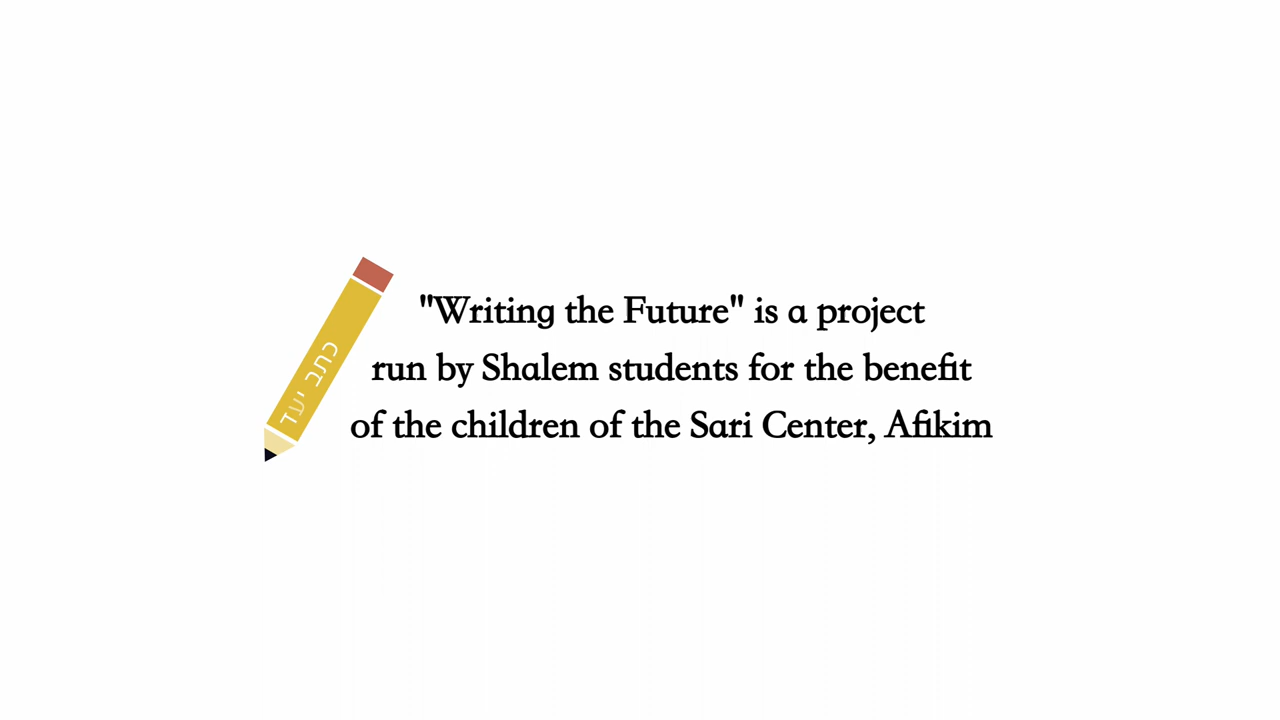 "Writing the Future" is a project
run by Shalem students for the benefit
of the children of the Sari Center, Afikim
כתב יעד